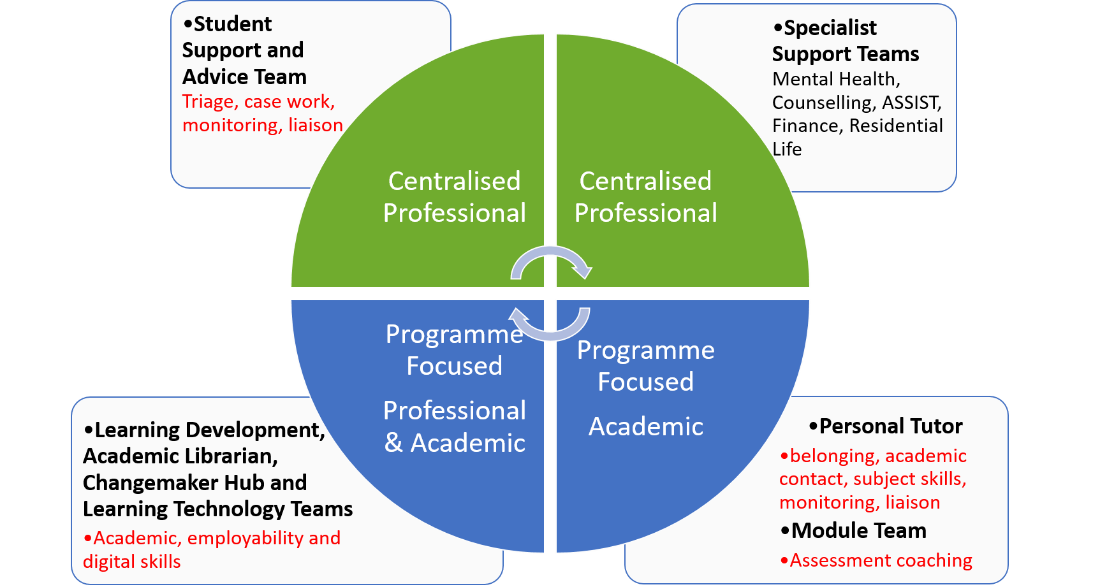 •Student
Support and
Advice Team
Triage, case work,
monitoring, liaison
•Specialist
Support Teams
Mental Health,
Counselling, ASSIST,
Finance, Residential
Life
Centralised
Professional
Centralised
Professional
Programme
Focused
Professional
& Academic
Programme
Focused
Academic
•Learning Development,
Academic Librarian,
Changemaker Hub and
Learning Technology Teams
•Academic, employability and
digital skills
•Personal Tutor
•belonging, academic
contact, subject skills,
monitoring, liaison
•Module Team
•Assessment coaching